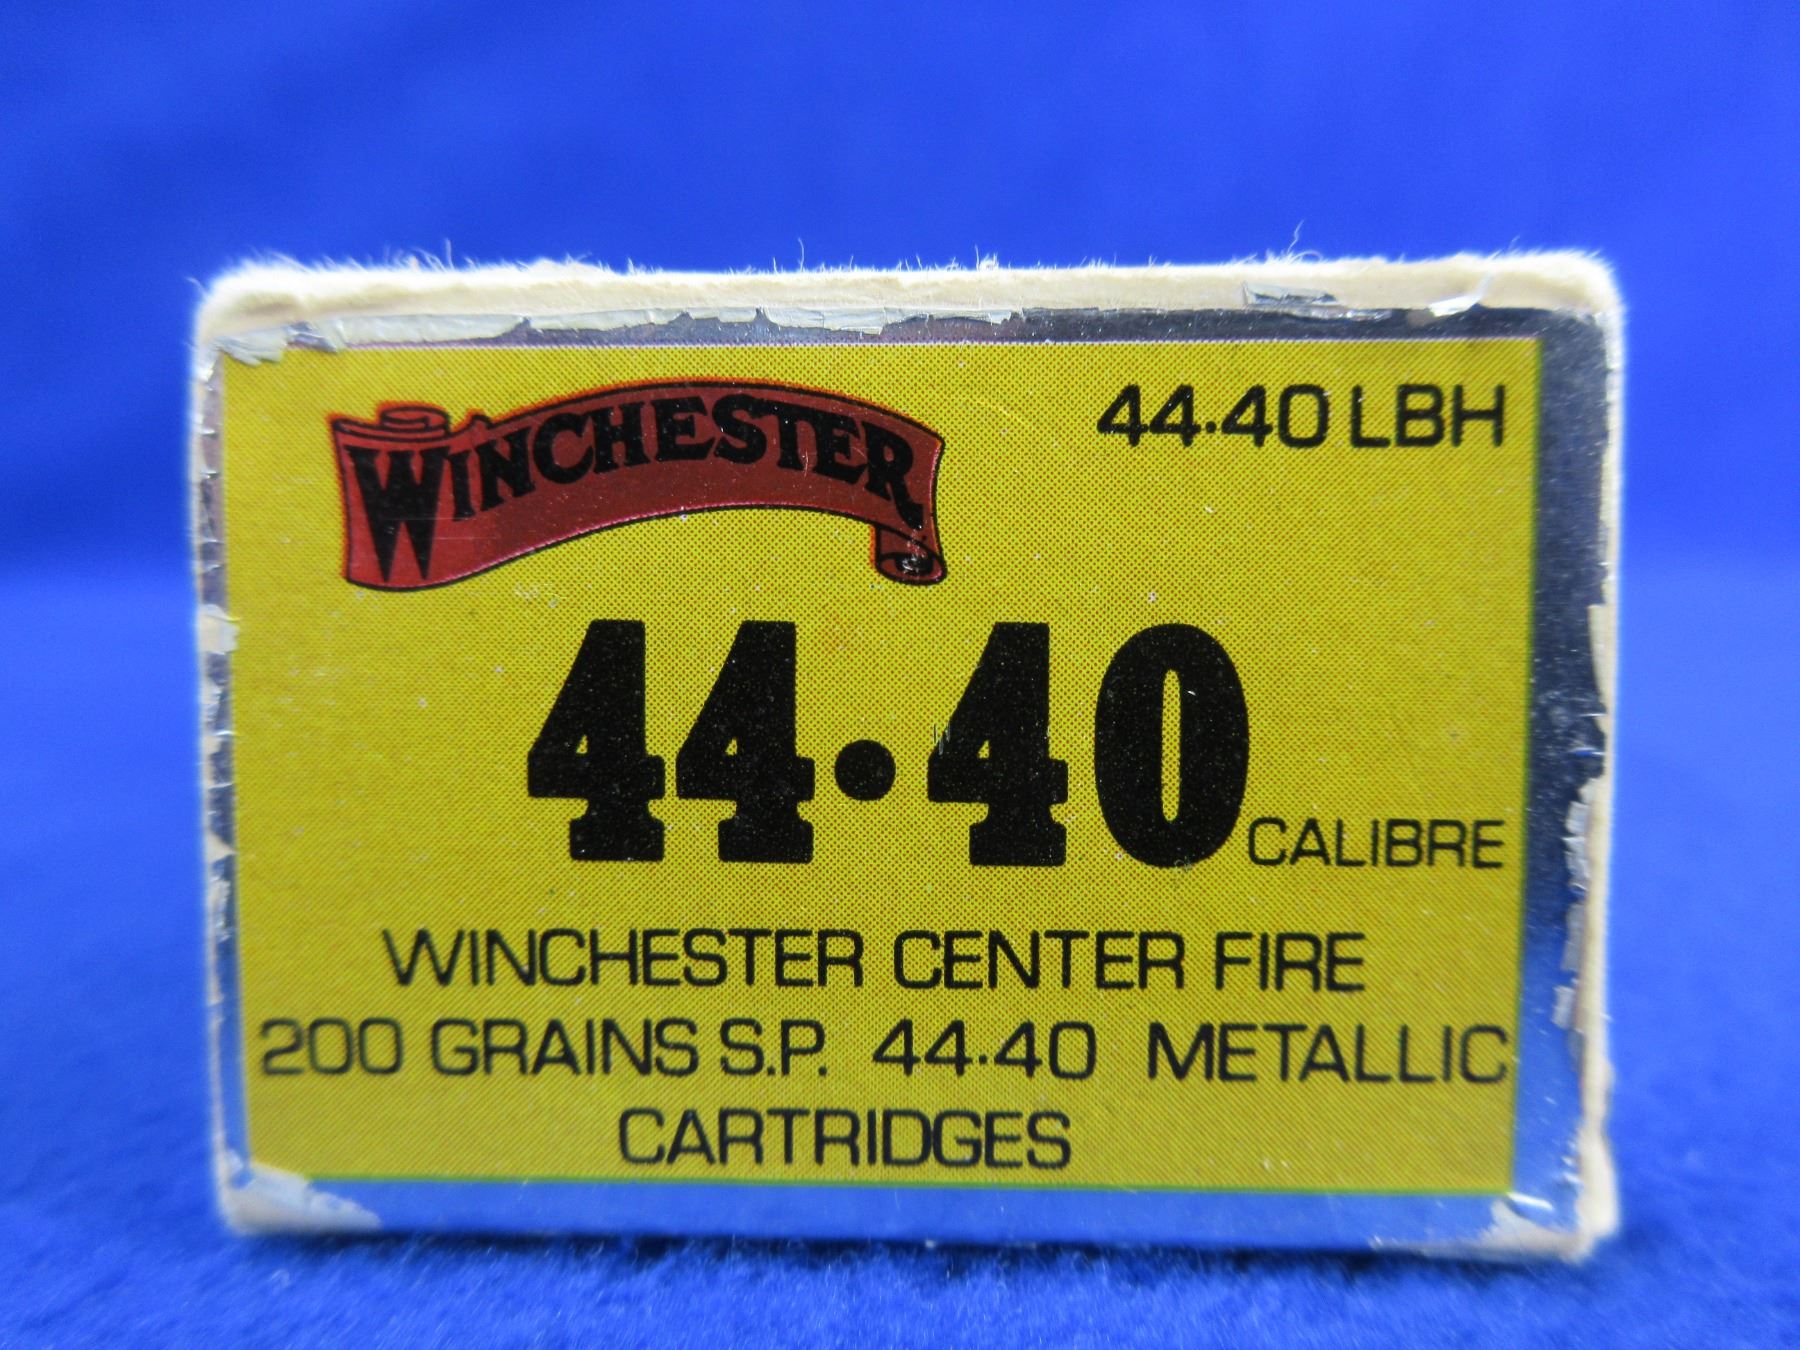 WINCHESTER
44·40 LBH
44·40 CALIBRE
WINCHESTER CENTER FIRE
200 GRAINS S.P. 44·40 METALLIC
CARTRIDGES